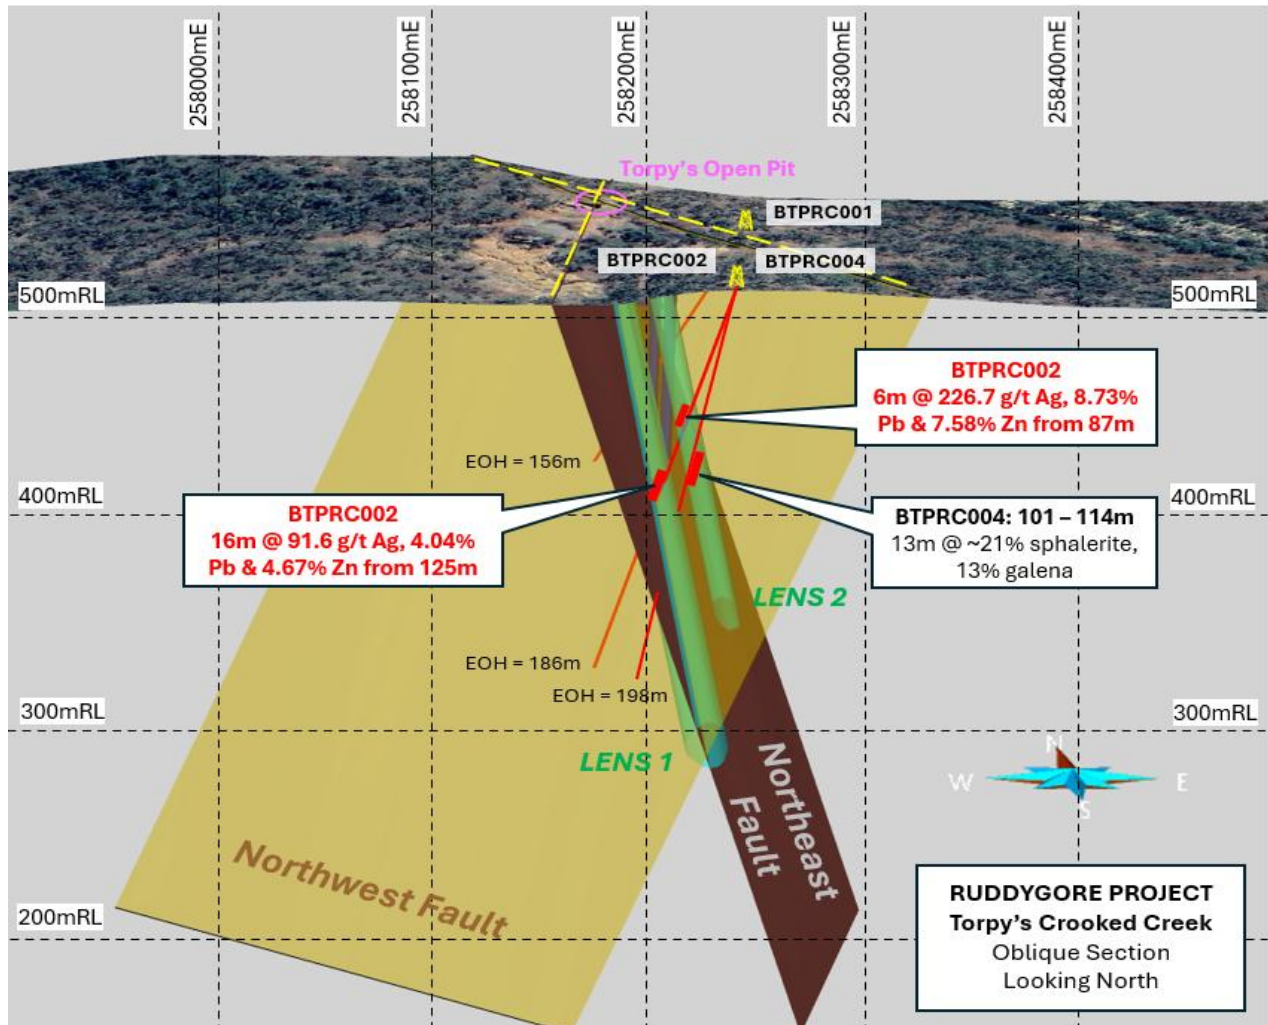 258000mE
258100mE
258200mE
258300mE
258400mE
Torpy's Open Pit
BTPRC001
BTPRC002
BTPRC004
500mRL
500mRL
BTPRC002
6m @ 226.7 g/t Ag, 8.73%
Pb & 7.58% Zn from 87m
EOH = 156m
400mRL
400mRL
BTPRC002
16m @ 91.6 g/t Ag, 4.04%
Pb & 4.67% Zn from 125m
BTPRC004: 101 – 114m
13m @ ~21% sphalerite,
13% galena
LENS 2
EOH = 186m
EOH = 198m
300mRL
300mRL
LENS 1
Northeast
Fault
N
W
E
S
Northwest Fault
200mRL
RUDDYGORE PROJECT
Torpy's Crooked Creek
Oblique Section
Looking North